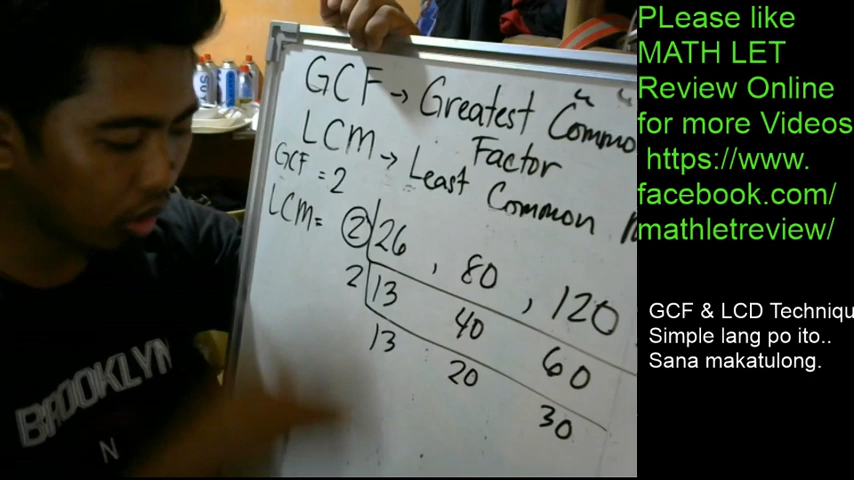 GCF → Greatest Commo
Factor
LCM → Least Common
GCF = 2
LCM =
2 26 , 80 , 120
2 13 40 60
13 20 30
BROOKLYN
N
PLease like
MATH LET
Review Online
for more Videos
https://www.
facebook.com/
mathletreview/
GCF & LCD Techniqu
Simple lang po ito..
Sana makatulong.